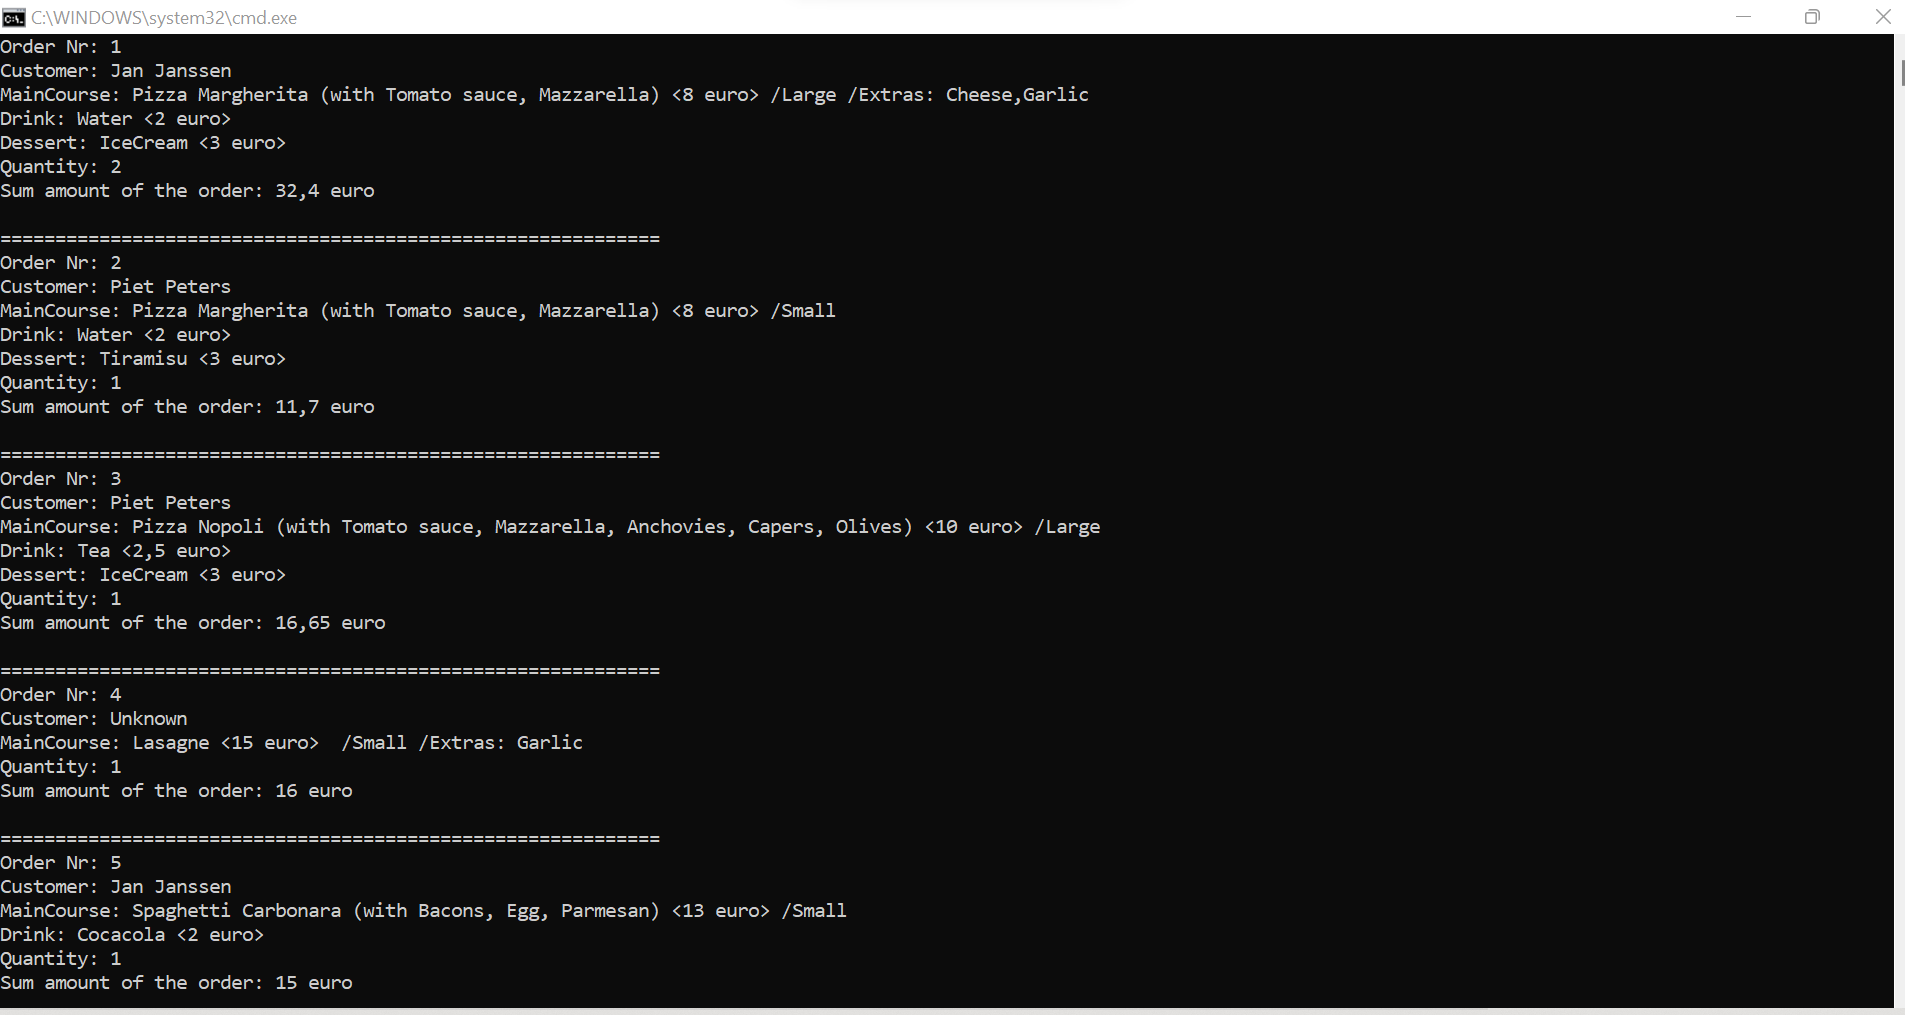 C:\WINDOWS\system32\cmd.exe
Order Nr: 1
Customer: Jan Janssen
MainCourse: Pizza Margherita (with Tomato sauce, Mazzarella) <8 euro> /Large /Extras: Cheese,Garlic
Drink: Water <2 euro>
Dessert: IceCream <3 euro>
Quantity: 2
Sum amount of the order: 32,4 euro
============================================================
Order Nr: 2
Customer: Piet Peters
MainCourse: Pizza Margherita (with Tomato sauce, Mazzarella) <8 euro> /Small
Drink: Water <2 euro>
Dessert: Tiramisu <3 euro>
Quantity: 1
Sum amount of the order: 11,7 euro
============================================================
Order Nr: 3
Customer: Piet Peters
MainCourse: Pizza Nopoli (with Tomato sauce, Mazzarella, Anchovies, Capers, Olives) <10 euro> /Large
Drink: Tea <2,5 euro>
Dessert: IceCream <3 euro>
Quantity: 1
Sum amount of the order: 16,65 euro
============================================================
Order Nr: 4
Customer: Unknown
MainCourse: Lasagne <15 euro>  /Small /Extras: Garlic
Quantity: 1
Sum amount of the order: 16 euro
============================================================
Order Nr: 5
Customer: Jan Janssen
MainCourse: Spaghetti Carbonara (with Bacons, Egg, Parmesan) <13 euro> /Small
Drink: Cocacola <2 euro>
Quantity: 1
Sum amount of the order: 15 euro